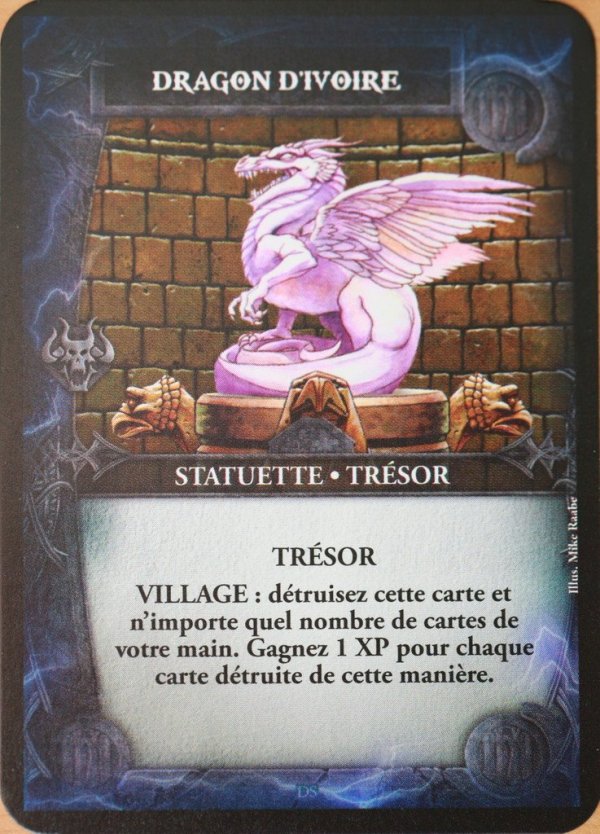 DRAGON D'IVOIRE
STATUETTE • TRÉSOR
TRÉSOR
VILLAGE : détruisez cette carte et
n'importe quel nombre de cartes de
votre main. Gagnez 1 XP pour chaque
carte détruite de cette manière.
Illus. Mike Raabe
DS